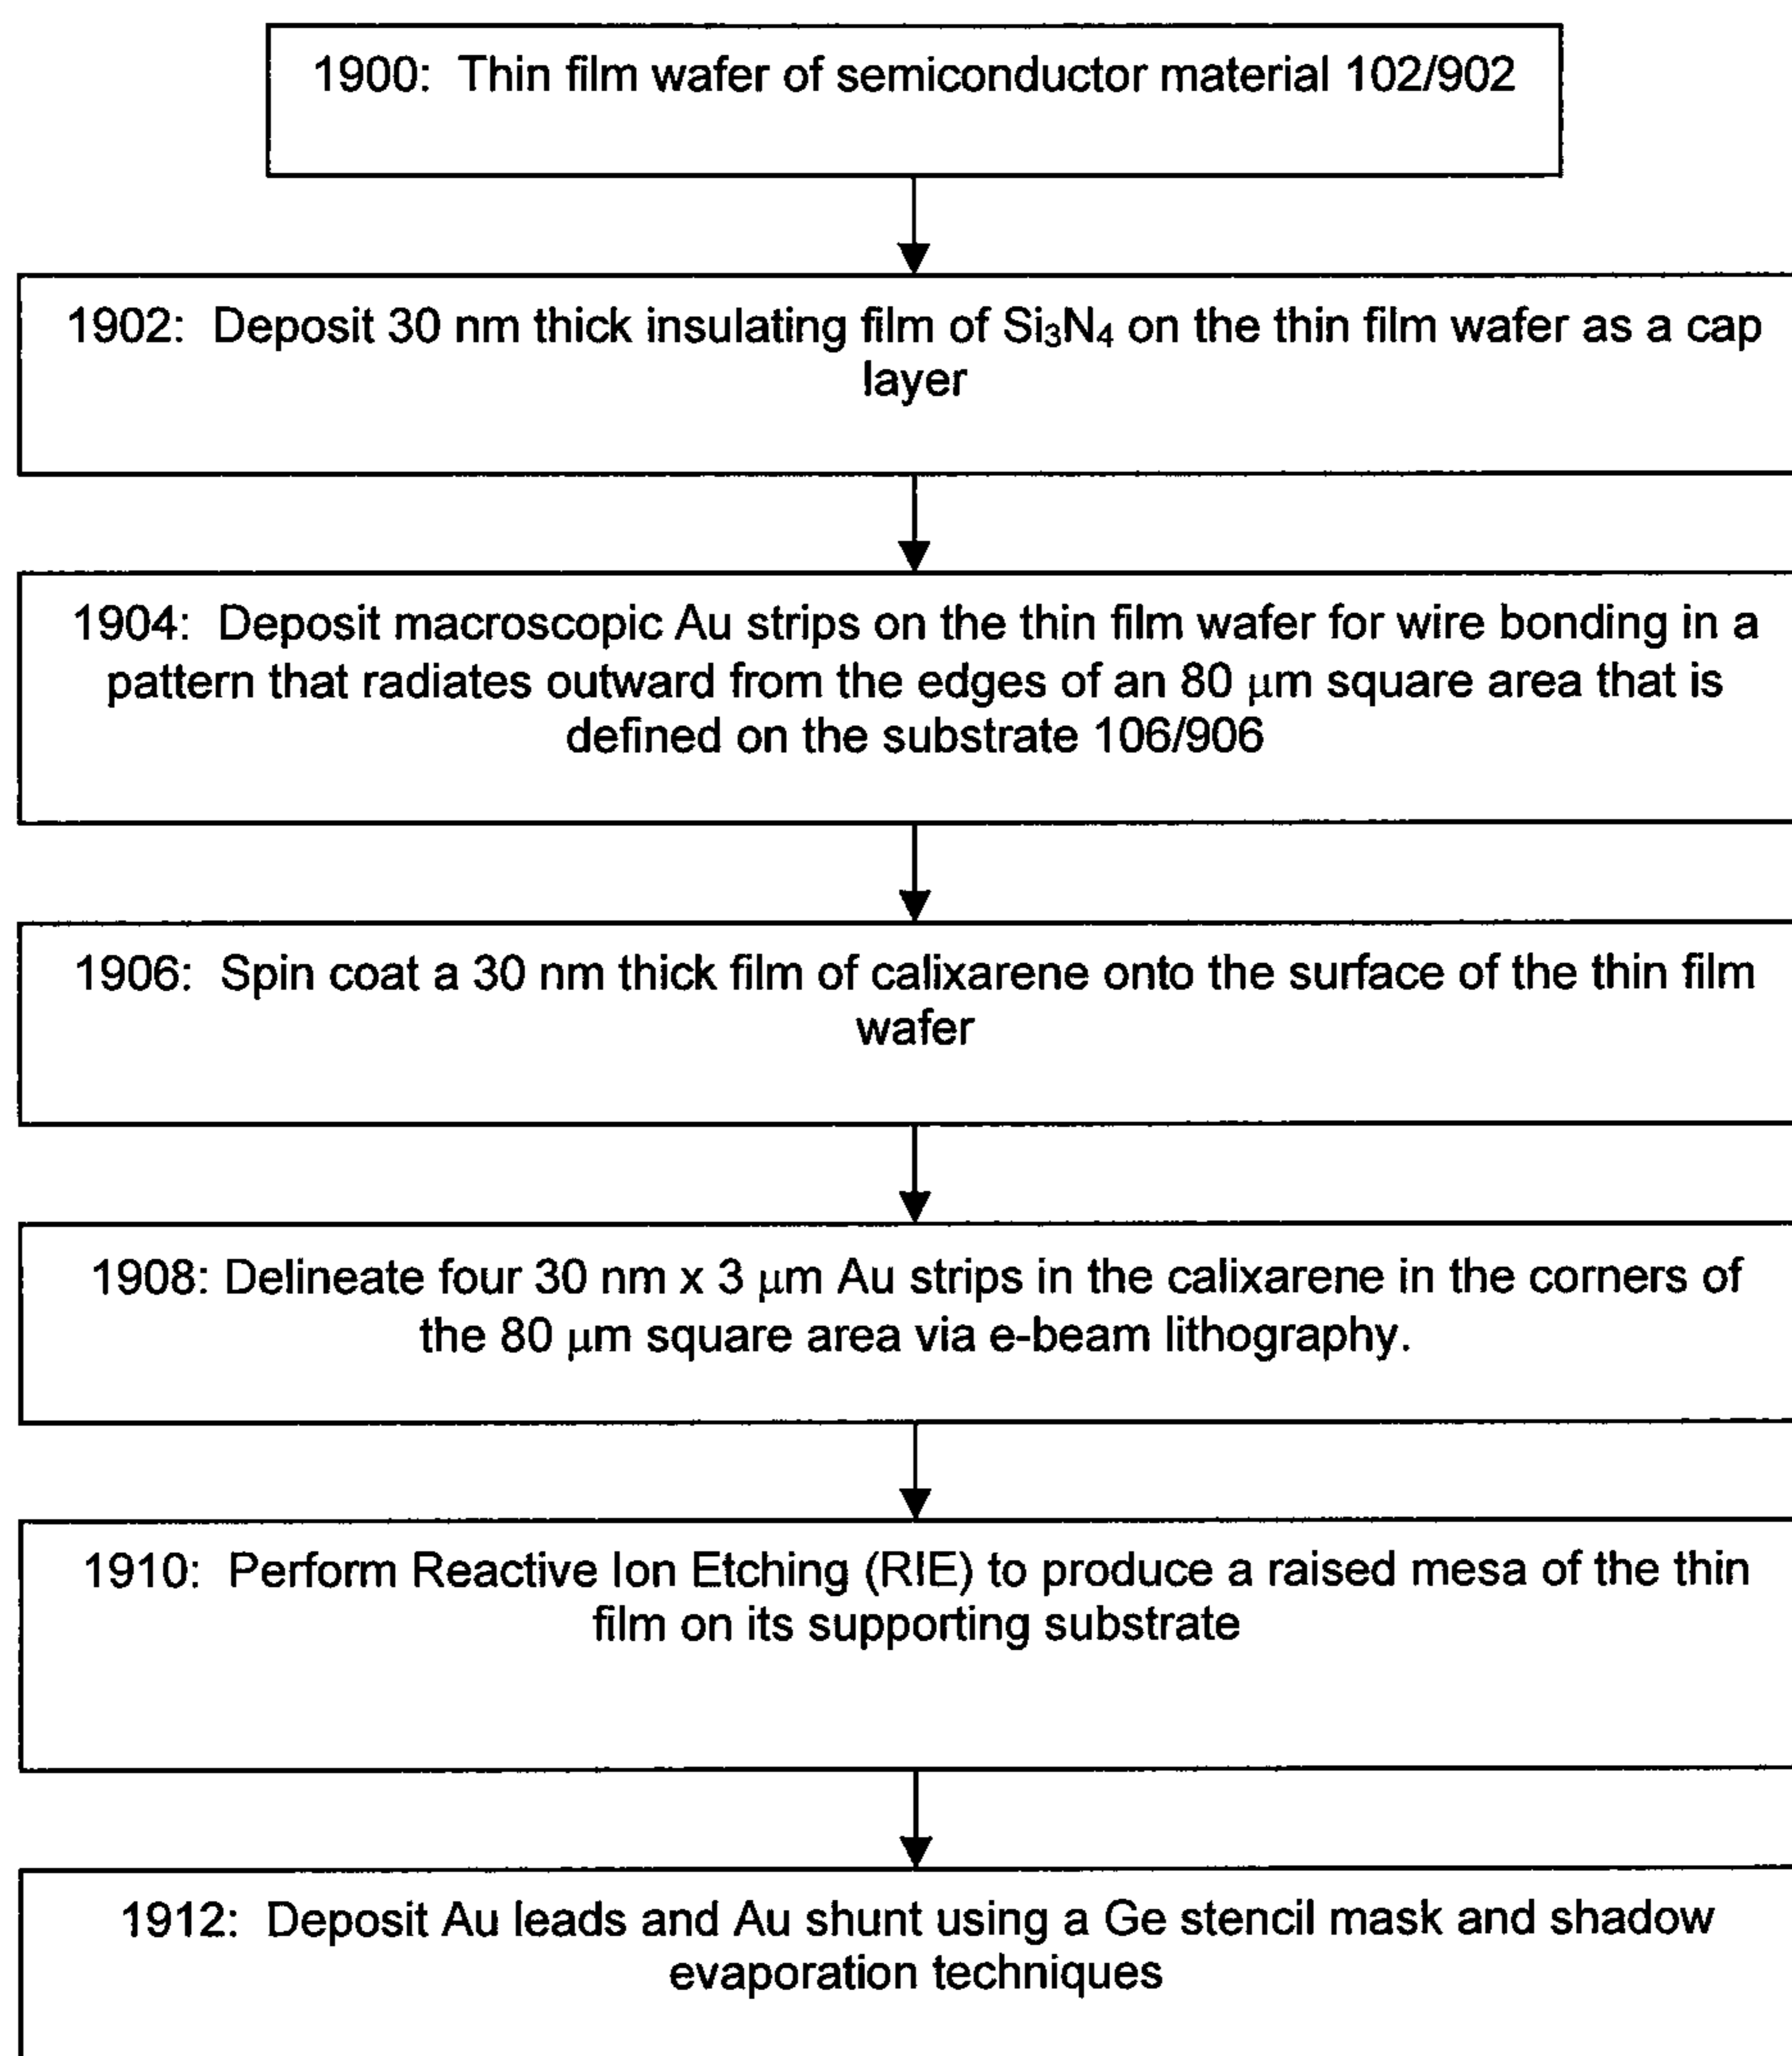 1900: Thin film wafer of semiconductor material 102/902
1902: Deposit 30 nm thick insulating film of Si₃N₄ on the thin film wafer as a cap
layer
1904: Deposit macroscopic Au strips on the thin film wafer for wire bonding in a
pattern that radiates outward from the edges of an 80 μm square area that is
defined on the substrate 106/906
1906: Spin coat a 30 nm thick film of calixarene onto the surface of the thin film
wafer
1908: Delineate four 30 nm x 3 μm Au strips in the calixarene in the corners of
the 80 μm square area via e-beam lithography.
1910: Perform Reactive Ion Etching (RIE) to produce a raised mesa of the thin
film on its supporting substrate
1912: Deposit Au leads and Au shunt using a Ge stencil mask and shadow
evaporation techniques